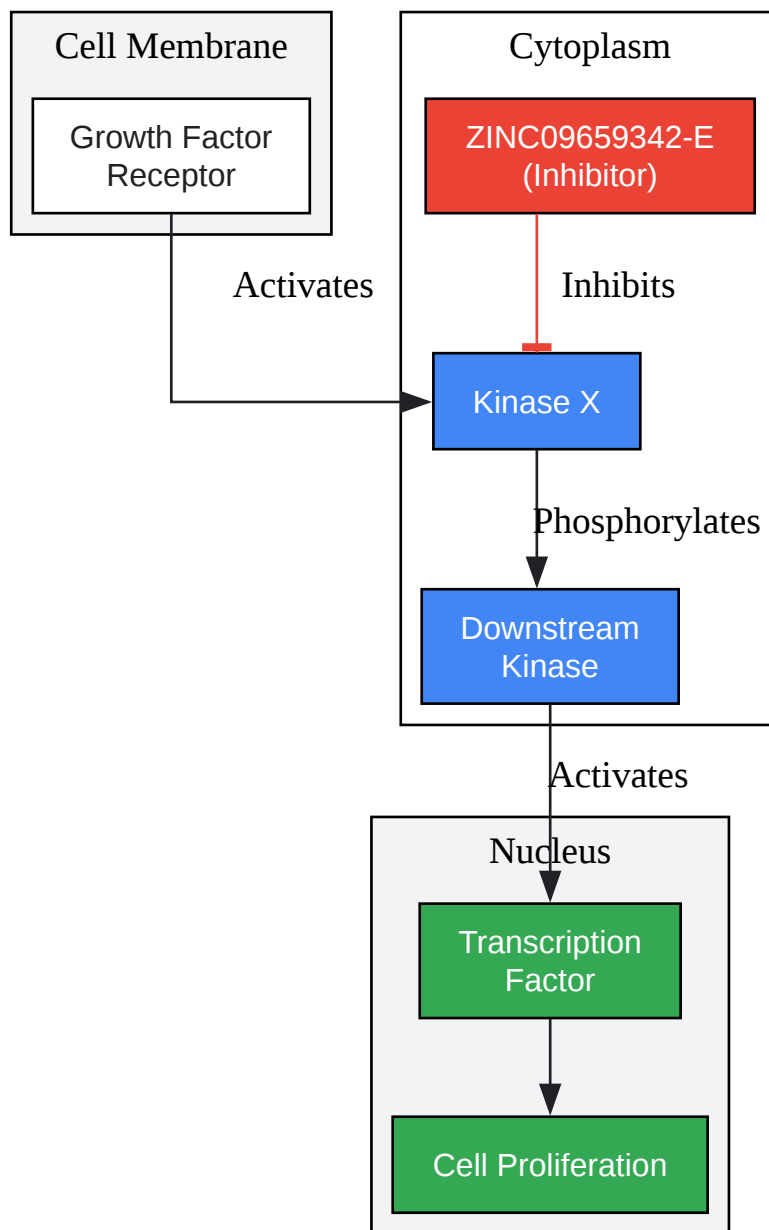 Cell Membrane
Growth Factor
Receptor
Cytoplasm
ZINC09659342-E
(Inhibitor)
Activates
Inhibits
Kinase X
Phosphorylates
Downstream
Kinase
Activates
Nucleus
Transcription
Factor
Cell Proliferation